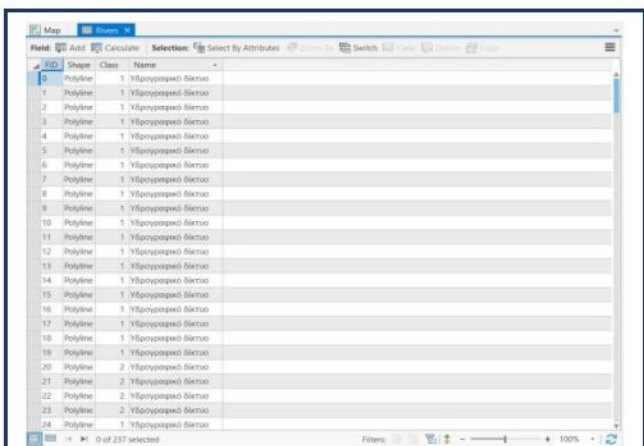 Map Rivers
Field: Add Calculate Selection: Select By Attributes Zoom To Switch Clear Delete Copy
FID Shape Class Name
0 Polyline 1 Υδρογραφικό δίκτυο
1 Polyline 1 Υδρογραφικό δίκτυο
2 Polyline 1 Υδρογραφικό δίκτυο
3 Polyline 1 Υδρογραφικό δίκτυο
4 Polyline 1 Υδρογραφικό δίκτυο
5 Polyline 1 Υδρογραφικό δίκτυο
6 Polyline 1 Υδρογραφικό δίκτυο
7 Polyline 1 Υδρογραφικό δίκτυο
8 Polyline 1 Υδρογραφικό δίκτυο
9 Polyline 1 Υδρογραφικό δίκτυο
10 Polyline 1 Υδρογραφικό δίκτυο
11 Polyline 1 Υδρογραφικό δίκτυο
12 Polyline 1 Υδρογραφικό δίκτυο
13 Polyline 1 Υδρογραφικό δίκτυο
14 Polyline 1 Υδρογραφικό δίκτυο
15 Polyline 1 Υδρογραφικό δίκτυο
16 Polyline 1 Υδρογραφικό δίκτυο
17 Polyline 1 Υδρογραφικό δίκτυο
18 Polyline 1 Υδρογραφικό δίκτυο
19 Polyline 1 Υδρογραφικό δίκτυο
20 Polyline 2 Υδρογραφικό δίκτυο
21 Polyline 2 Υδρογραφικό δίκτυο
22 Polyline 2 Υδρογραφικό δίκτυο
23 Polyline 2 Υδρογραφικό δίκτυο
24 Polyline 1 Υδρογραφικό δίκτυο
0 of 237 selected Filters: 100%